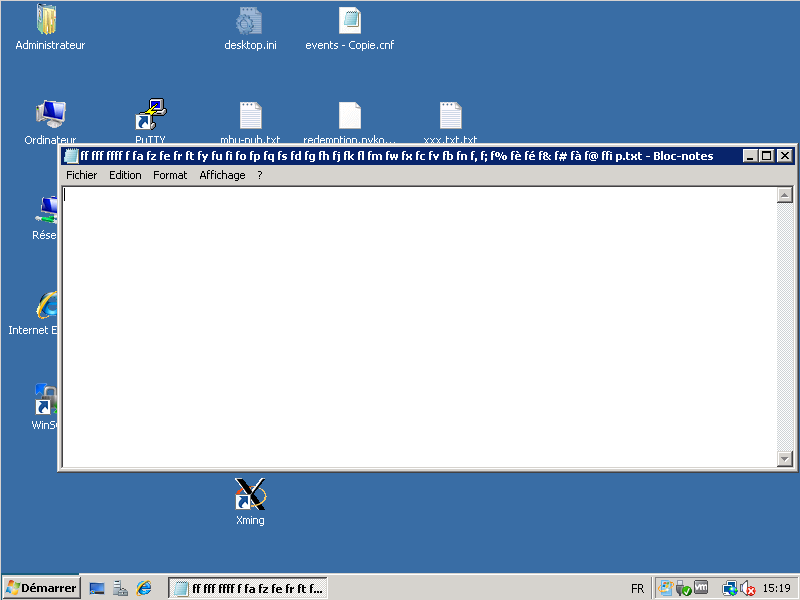 Administrateur
desktop.ini
events - Copie.cnf
Ordinateur
PuTTY
mbu-nuh.txt
redemption.pyko...
xxx.txt.txt
ff fff ffff f fa fz fe fr ft fy fu fi fo fp fq fs fd fg fh fj fk fl fm fw fx fc fv fb fn f, f; f% fè fé f& f# fà f@ ffi p.txt - Bloc-notes
Fichier Edition Format Affichage ?
Rése
Internet E
WinS
Xming
Démarrer
ff fff ffff f fa fz fe fr ft f...
FR
vm
15:19